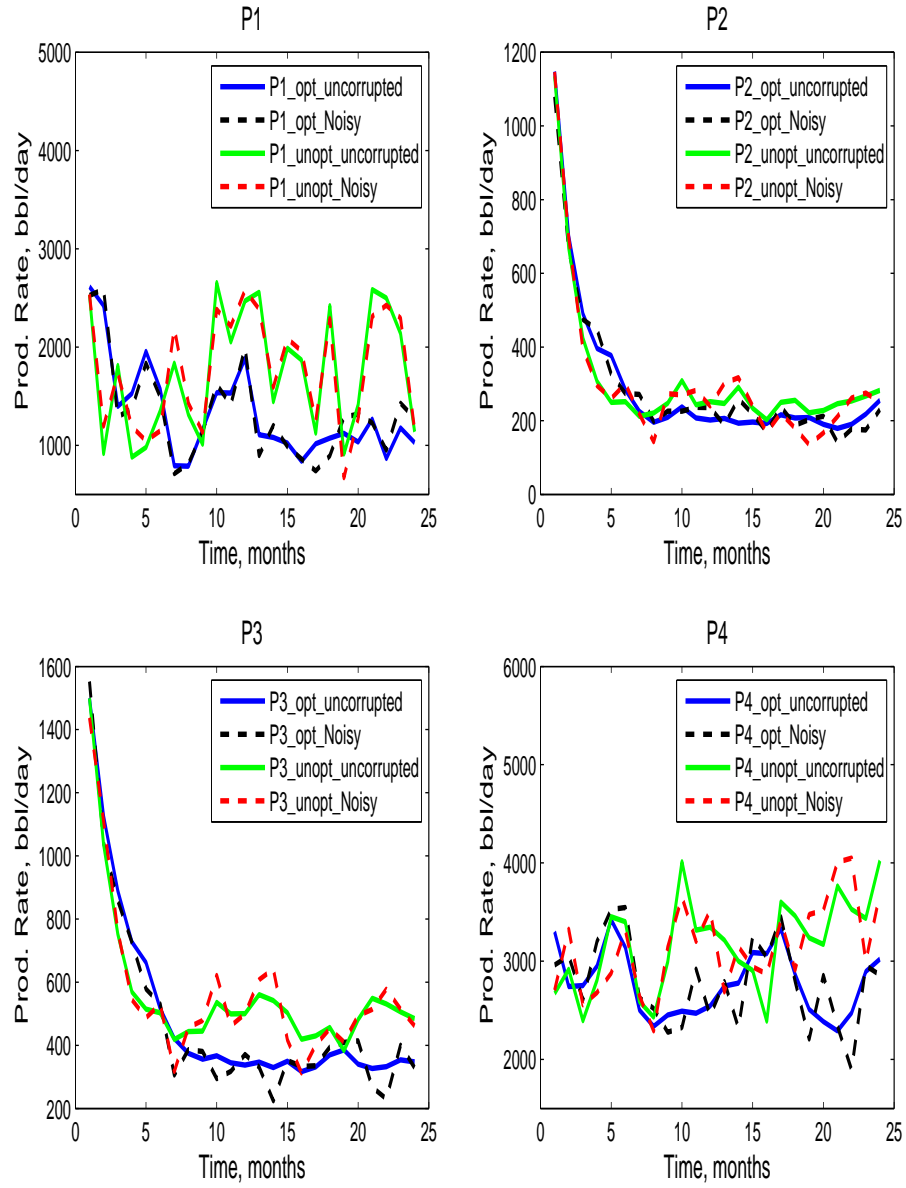 P1
5000
4000
3000
2000
1000
0
5
10
15
20
25
Prod. Rate, bbl/day
Time, months
P1_opt_uncorrupted
P1_opt_Noisy
P1_unopt_uncorrupted
P1_unopt_Noisy
P2
1200
1000
800
600
400
200
0
0
5
10
15
20
25
Prod. Rate, bbl/day
Time, months
P2_opt_uncorrupted
P2_opt_Noisy
P2_unopt_uncorrupted
P2_unopt_Noisy
P3
1600
1400
1200
1000
800
600
400
200
0
5
10
15
20
25
Prod. Rate, bbl/day
Time, months
P3_opt_uncorrupted
P3_opt_Noisy
P3_unopt_uncorrupted
P3_unopt_Noisy
P4
6000
5000
4000
3000
2000
0
5
10
15
20
25
Prod. Rate, bbl/day
Time, months
P4_opt_uncorrupted
P4_opt_Noisy
P4_unopt_uncorrupted
P4_unopt_Noisy